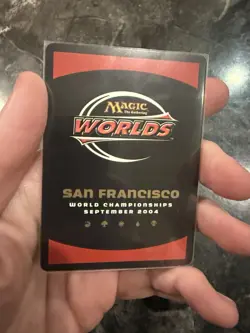 Magic
The Gathering
WORLDS
SAN FRANCISCO
WORLD CHAMPIONSHIPS
SEPTEMBER 2004